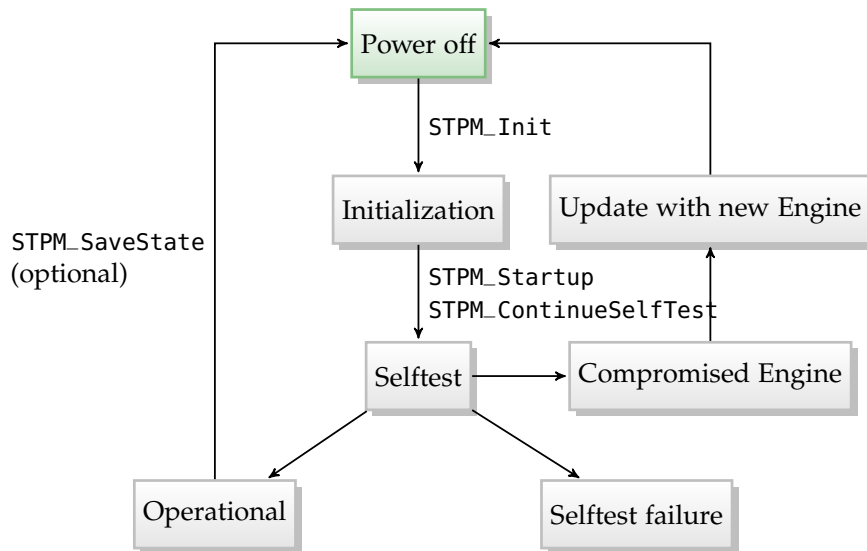 Power off
STPM_Init
Initialization
Update with new Engine
STPM_SaveState
(optional)
STPM_Startup
STPM_ContinueSelfTest
Selftest
Compromised Engine
Operational
Selftest failure